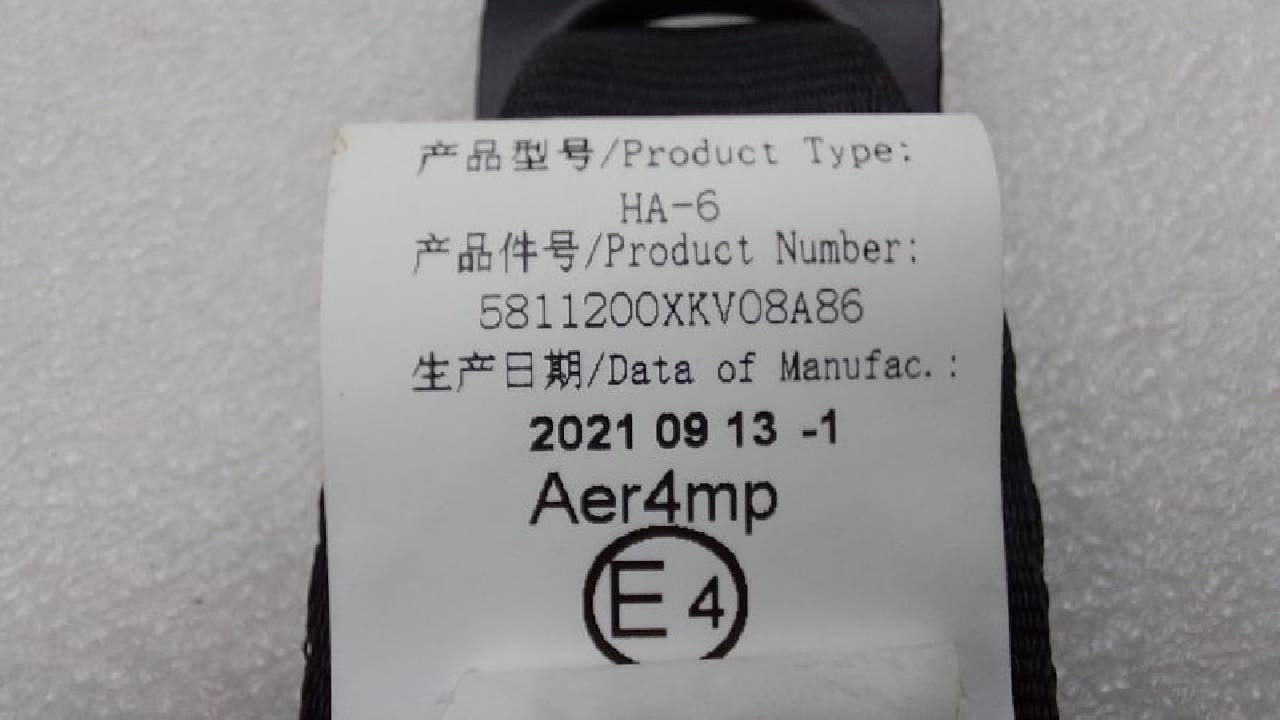 产品型号/Product Type:
HA-6
产品件号/Product Number:
5811200XKV08A86
生产日期/Data of Manufac.:
2021 09 13 -1
Aer4mp
E 4